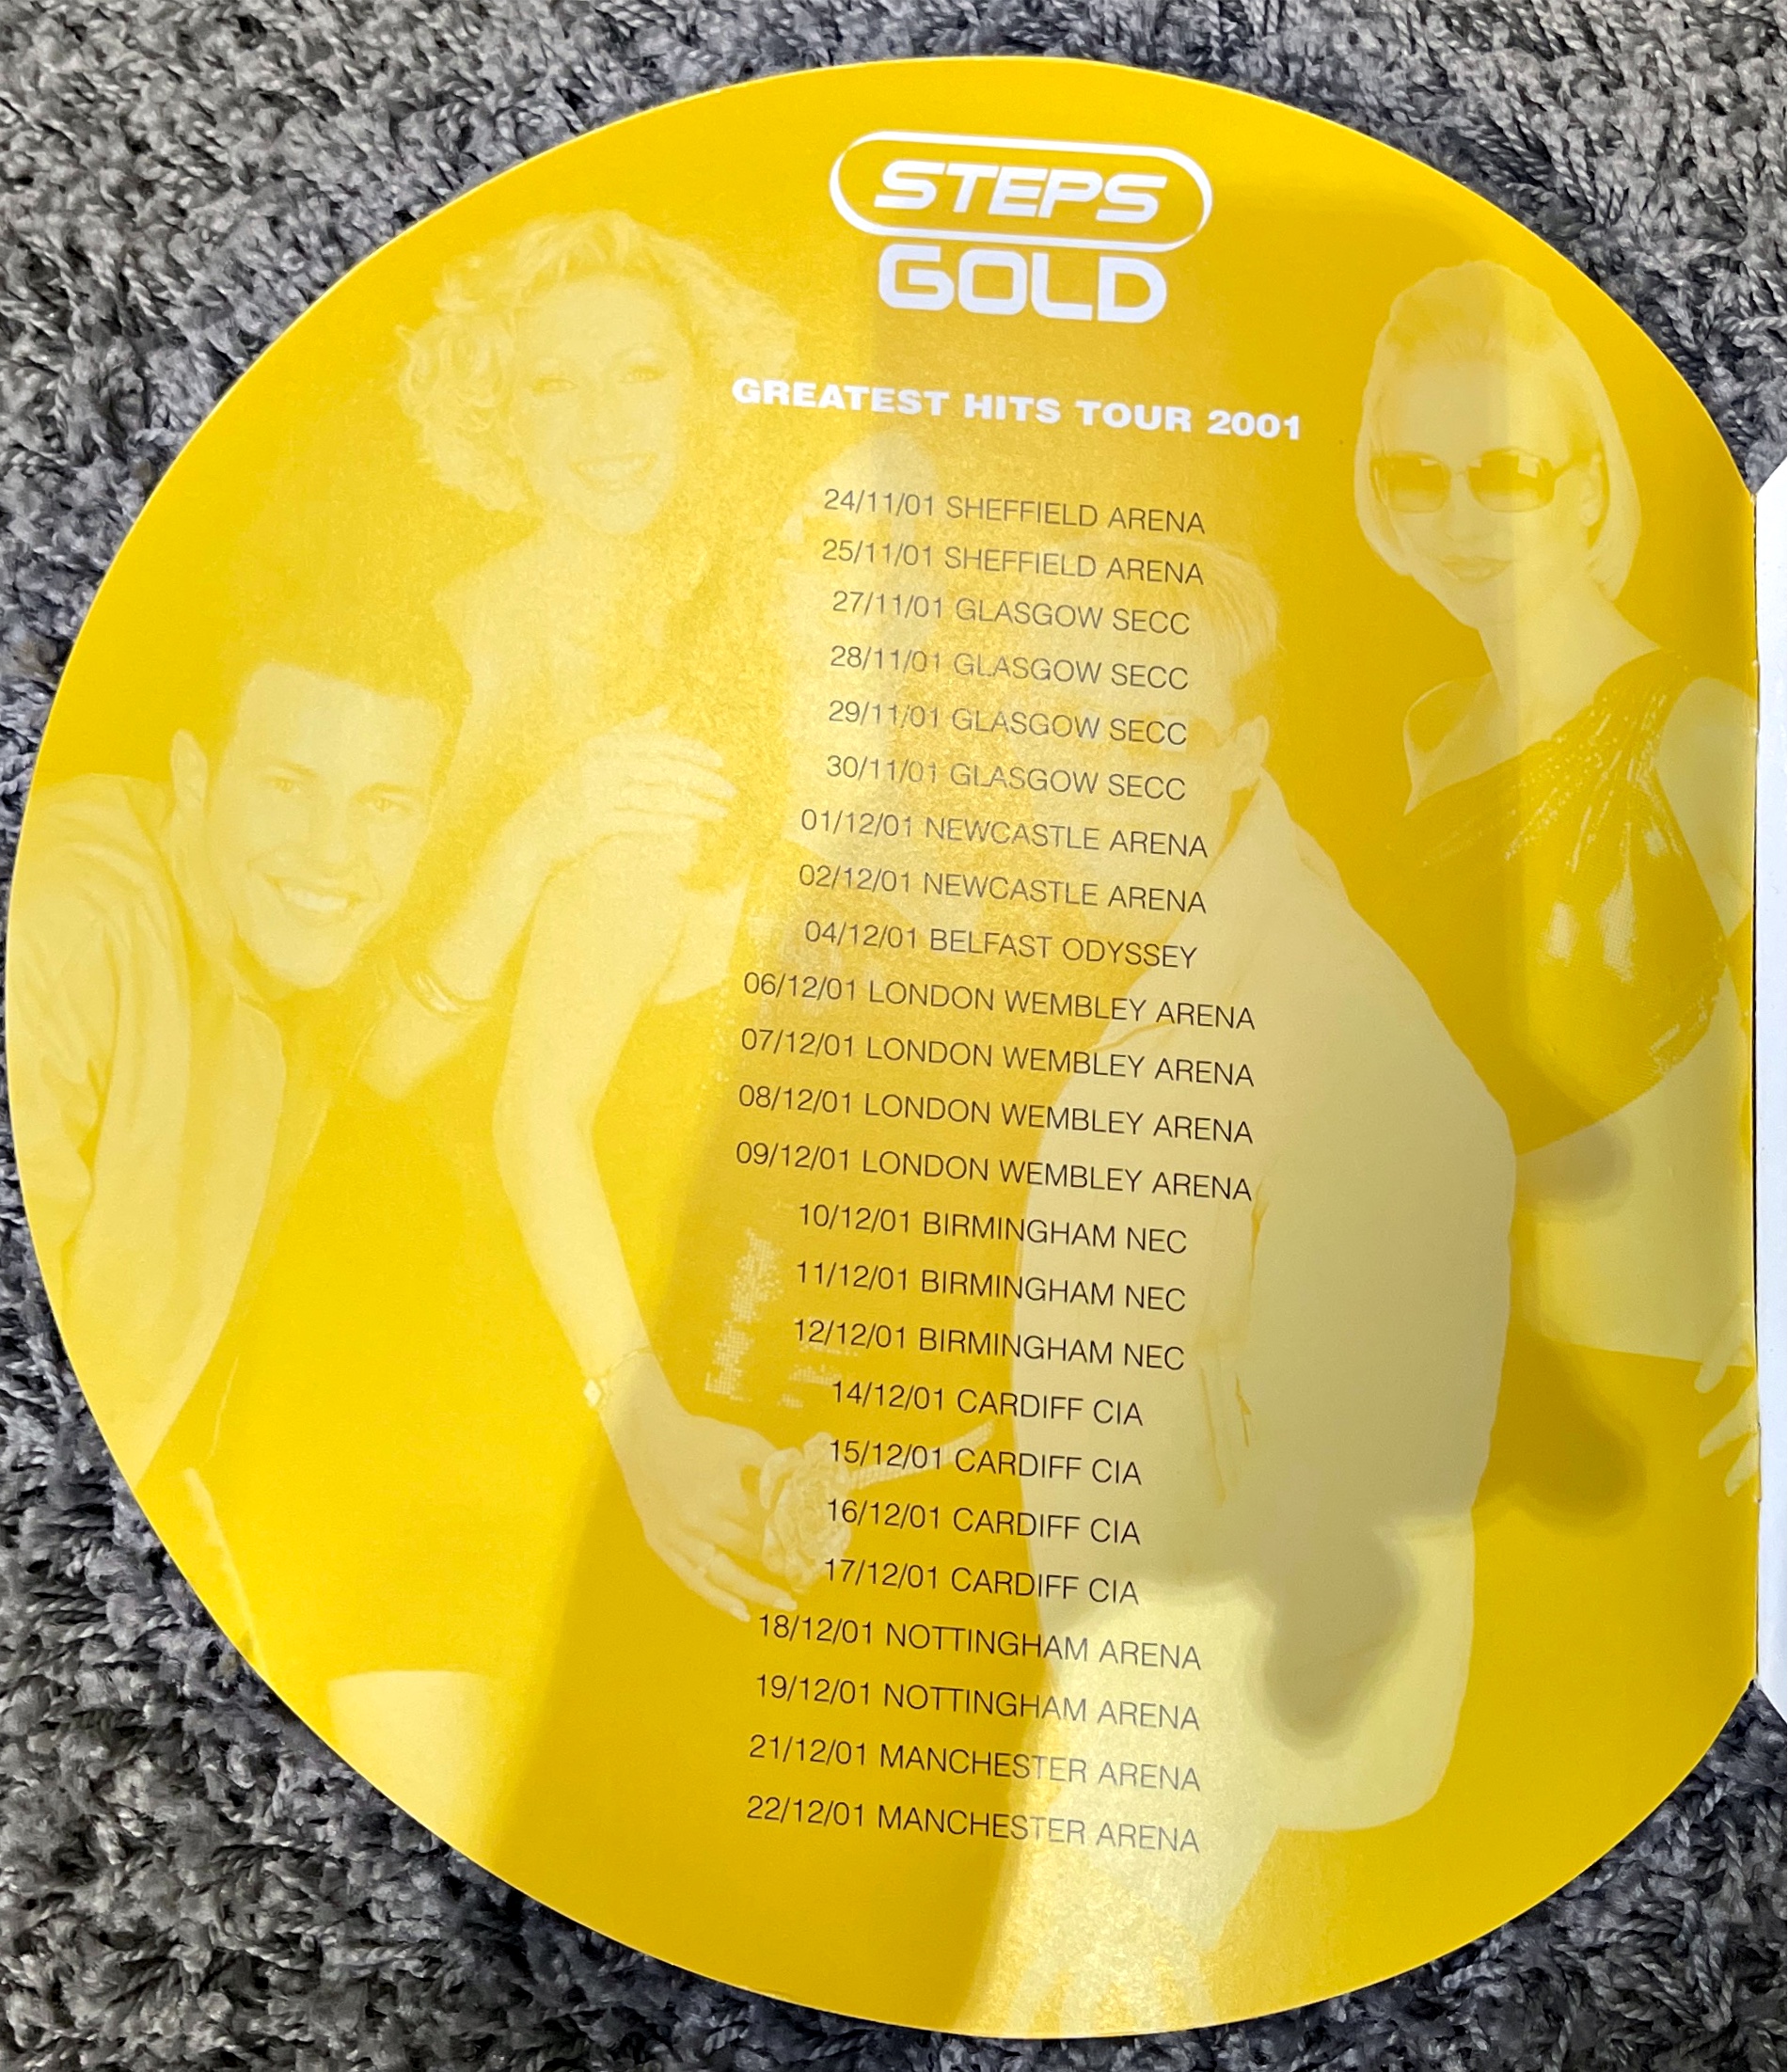 STEPS
GOLD
GREATEST HITS TOUR 2001
24/11/01 SHEFFIELD ARENA
25/11/01 SHEFFIELD ARENA
27/11/01 GLASGOW SECC
28/11/01 GLASGOW SECC
29/11/01 GLASGOW SECC
30/11/01 GLASGOW SECC
01/12/01 NEWCASTLE ARENA
02/12/01 NEWCASTLE ARENA
04/12/01 BELFAST ODYSSEY
06/12/01 LONDON WEMBLEY ARENA
07/12/01 LONDON WEMBLEY ARENA
08/12/01 LONDON WEMBLEY ARENA
09/12/01 LONDON WEMBLEY ARENA
10/12/01 BIRMINGHAM NEC
11/12/01 BIRMINGHAM NEC
12/12/01 BIRMINGHAM NEC
14/12/01 CARDIFF CIA
15/12/01 CARDIFF CIA
16/12/01 CARDIFF CIA
17/12/01 CARDIFF CIA
18/12/01 NOTTINGHAM ARENA
19/12/01 NOTTINGHAM ARENA
21/12/01 MANCHESTER ARENA
22/12/01 MANCHESTER ARENA